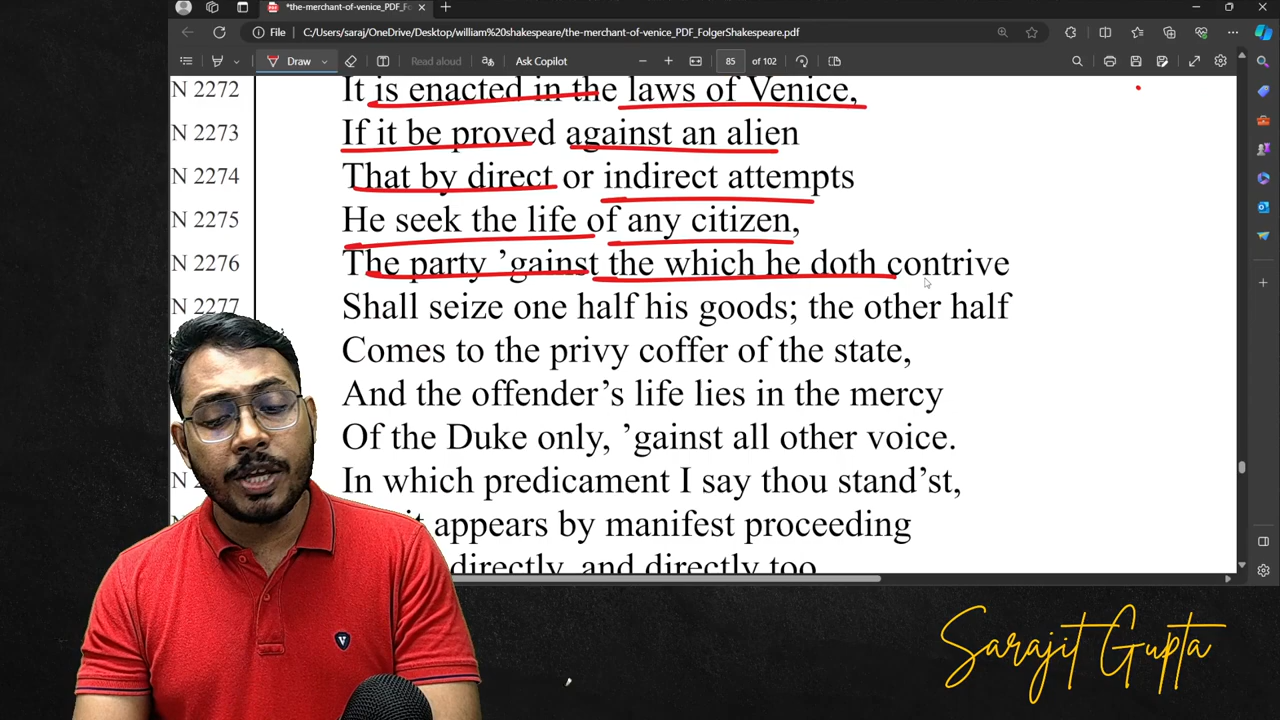 *the-merchant-of-venice_PDF_Fo
File C:/Users/saraj/OneDrive/Desktop/william%20shakespeare/the-merchant-of-venice_PDF_FolgerShakespeare.pdf
Draw Read aloud Ask Copilot 85 of 102
N 2272 It is enacted in the laws of Venice,
N 2273 If it be proved against an alien
N 2274 That by direct or indirect attempts
N 2275 He seek the life of any citizen,
N 2276 The party ’gainst the which he doth contrive
N 2277 Shall seize one half his goods; the other half
Comes to the privy coffer of the state,
And the offender’s life lies in the mercy
Of the Duke only, ’gainst all other voice.
In which predicament I say thou stand’st,
appears by manifest proceeding
directly, and directly too
Sarajit Gupta